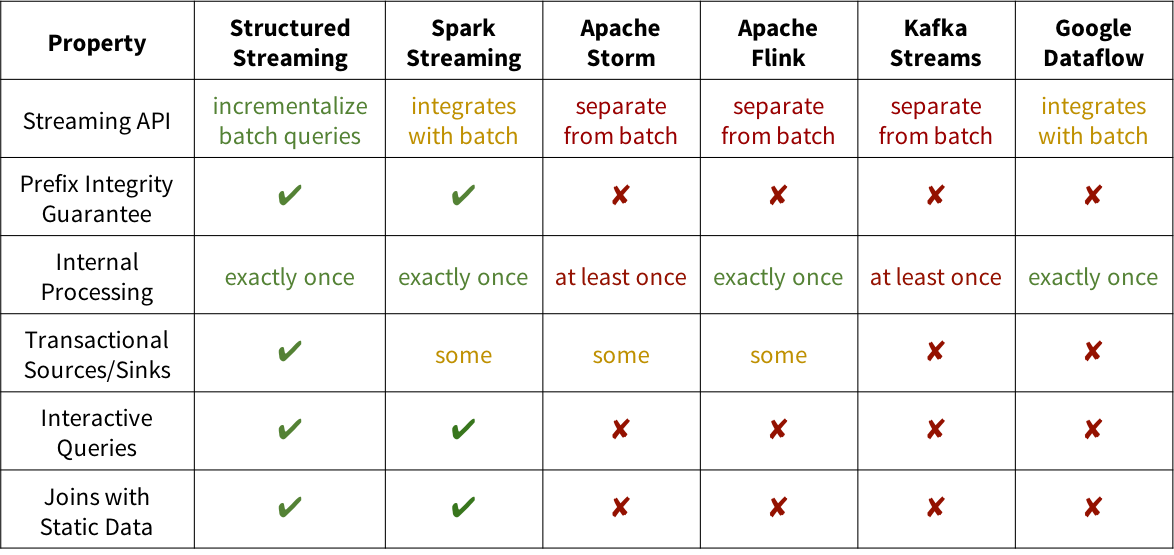 Property
Structured
Streaming
Spark
Streaming
Apache
Storm
Apache
Flink
Kafka
Streams
Google
Dataflow
Streaming API
incrementalize
batch queries
integrates
with batch
separate
from batch
separate
from batch
separate
from batch
integrates
with batch
Prefix Integrity
Guarantee
✔
✔
✘
✘
✘
✘
Internal
Processing
exactly once
exactly once
at least once
exactly once
at least once
exactly once
Transactional
Sources/Sinks
✔
some
some
some
✘
✘
Interactive
Queries
✔
✔
✘
✘
✘
✘
Joins with
Static Data
✔
✔
✘
✘
✘
✘